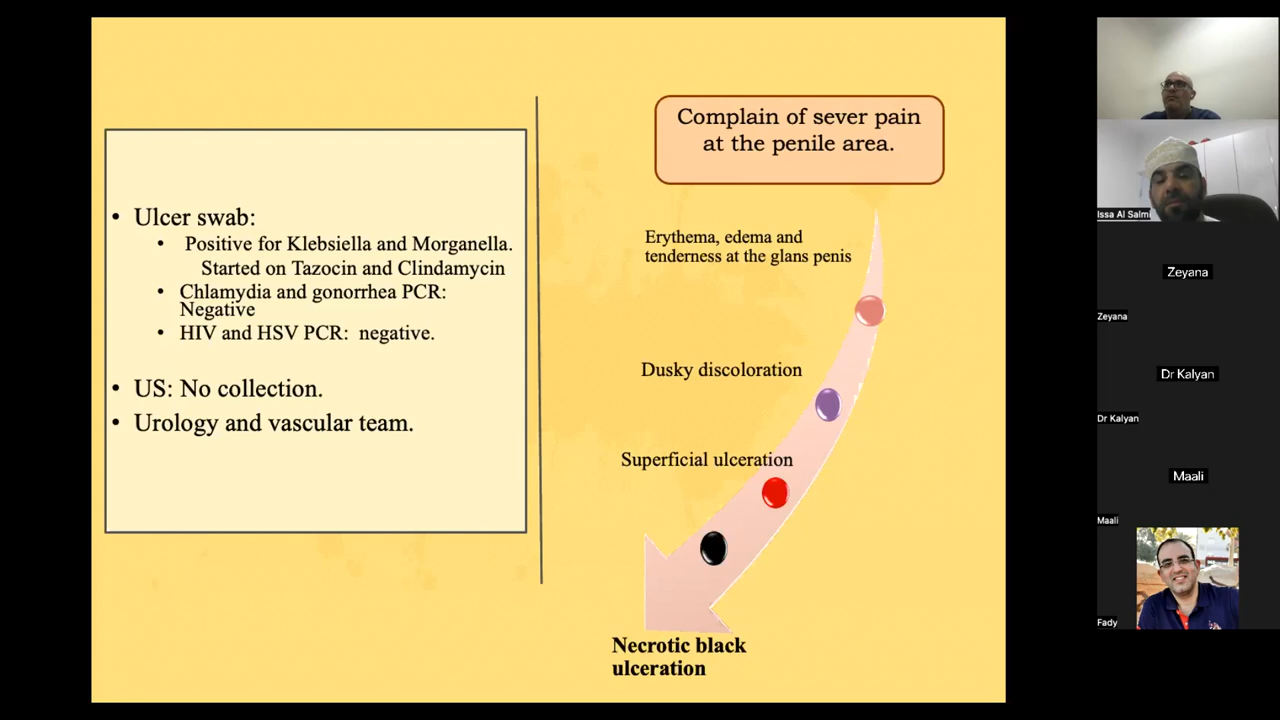 Ulcer swab:
Positive for Klebsiella and Morganella.
Started on Tazocin and Clindamycin
Chlamydia and gonorrhea PCR:
Negative
HIV and HSV PCR: negative.
US: No collection.
Urology and vascular team.
Complain of sever pain
at the penile area.
Erythema, edema and
tenderness at the glans penis
Dusky discoloration
Superficial ulceration
Necrotic black
ulceration
Issa Al Salmi
Zeyana
Zeyana
Dr Kalyan
Dr Kalyan
Maali
Maali
Fady